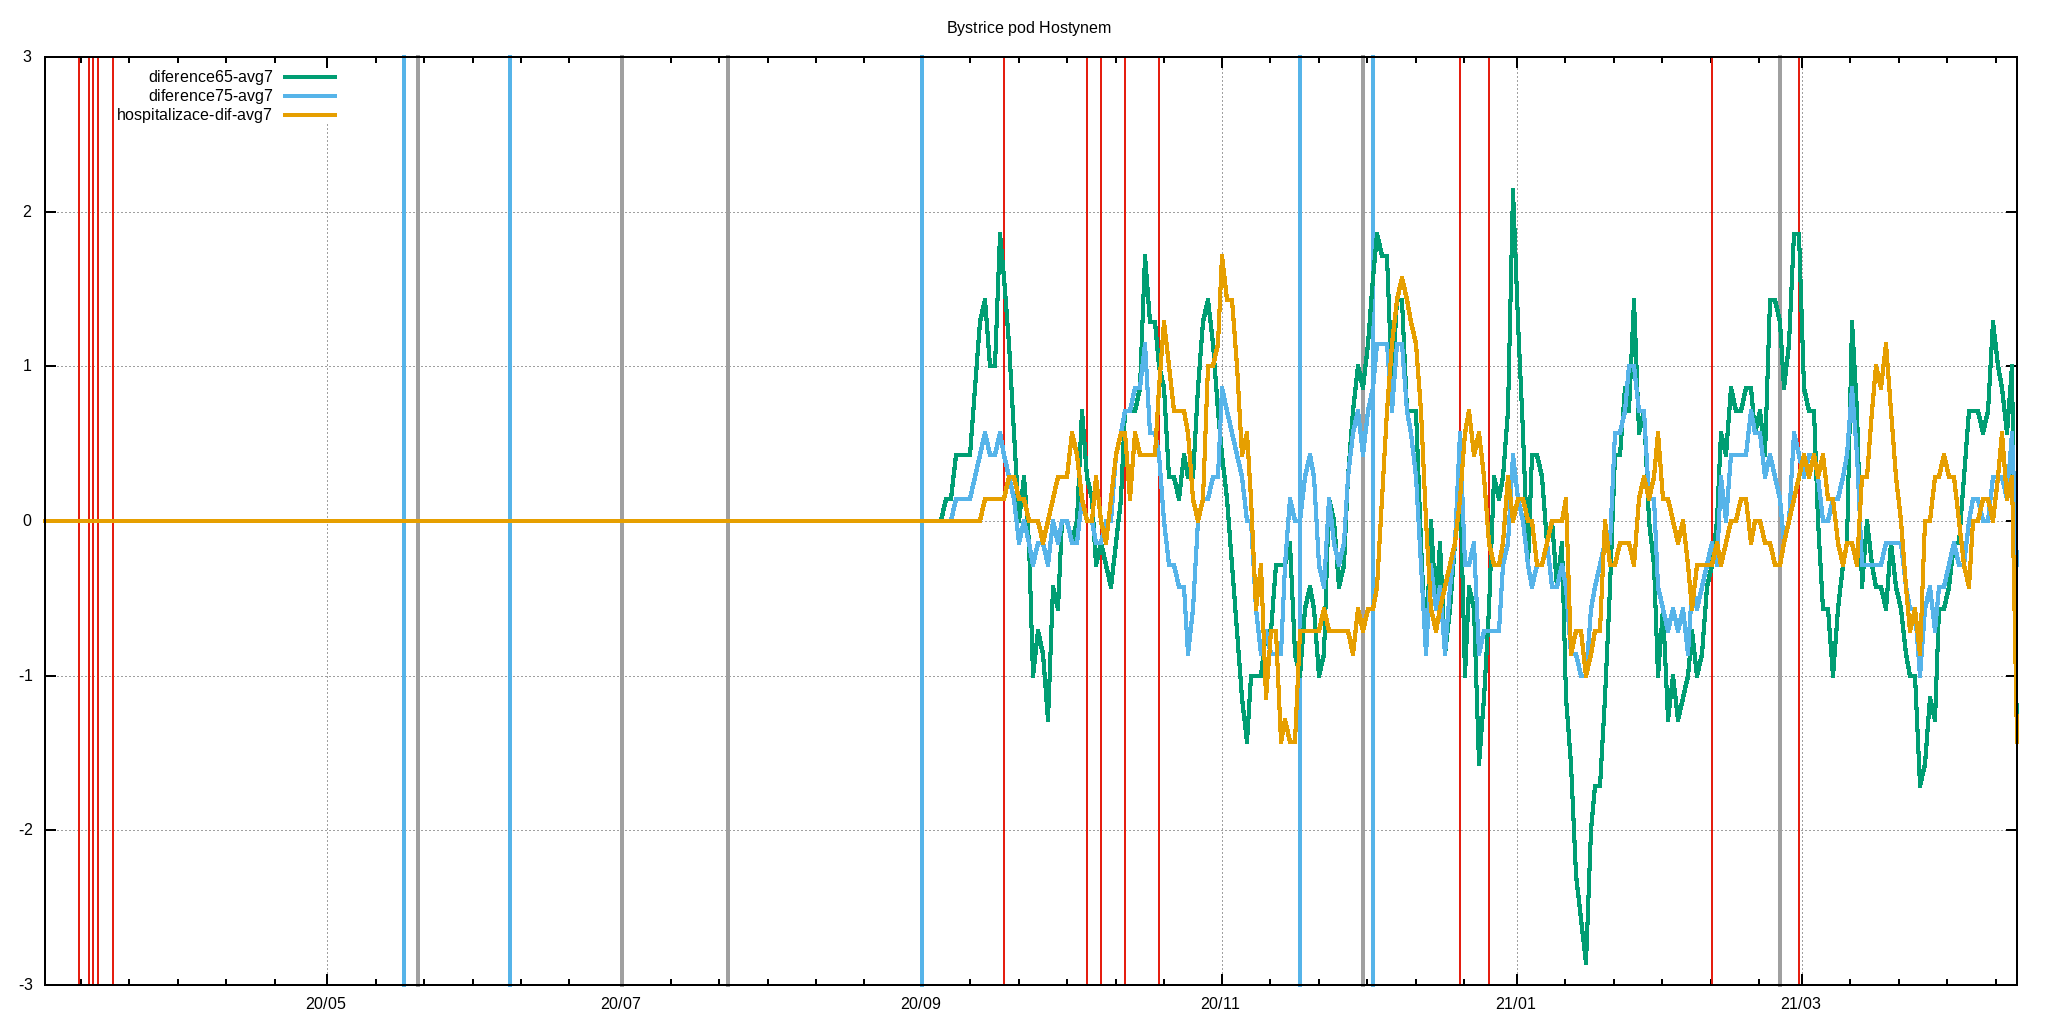 Bystrice pod Hostynem
diference65-avg7
diference75-avg7
hospitalizace-dif-avg7
3
2
1
0
-1
-2
-3
20/05 20/07 20/09 20/11 21/01 21/03